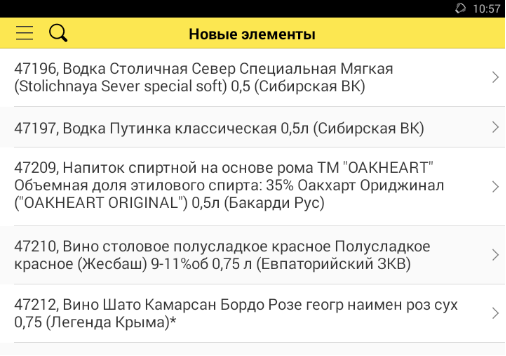 10:57
Новые элементы
47196, Водка Столичная Север Специальная Мягкая
(Stolichnaya Sever special soft) 0,5 (Сибирская ВК)
47197, Водка Путинка классическая 0,5л (Сибирская ВК)
47209, Напиток спиртной на основе рома ТМ "OAKHEART"
Объемная доля этилового спирта: 35% Оакхарт Ориджинал
("OAKHEART ORIGINAL") 0,5л (Бакарди Рус)
47210, Вино столовое полусладкое красное Полусладкое
красное (Жесбаш) 9-11%об 0,75 л (Евпаторийский ЗКВ)
47212, Вино Шато Камарсан Бордо Розе геогр наимен роз сух
0,75 (Легенда Крыма)*